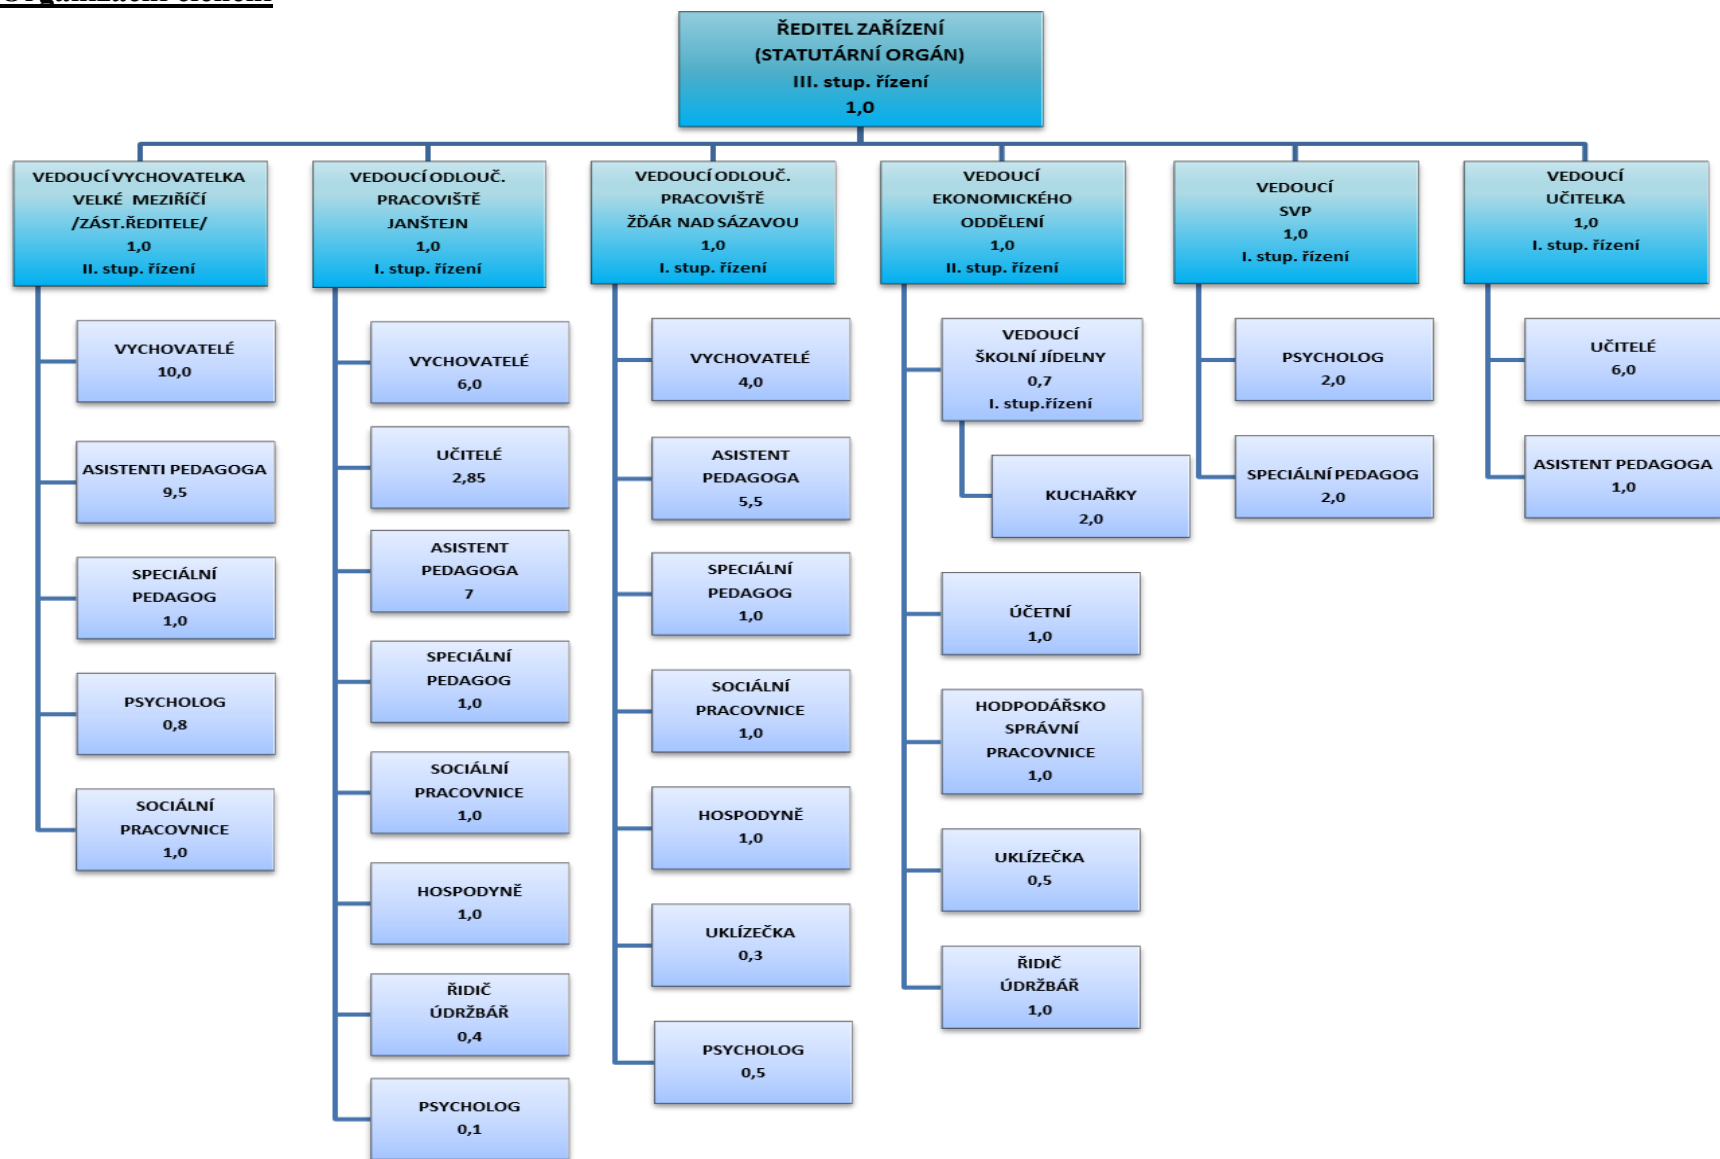 ŘEDITEL ZAŘÍZENÍ
(STATUTÁRNÍ ORGÁN)
III. stup. řízení
1,0
VEDOUCÍ VYCHOVATELKA
VELKÉ MEZIŘÍČÍ
/ZÁST.ŘEDITELE/
1,0
II. stup. řízení
VYCHOVATELÉ
10,0
ASISTENTI PEDAGOGA
9,5
SPECIÁLNÍ
PEDAGOG
1,0
PSYCHOLOG
0,8
SOCIÁLNÍ
PRACOVNICE
1,0
VEDOUCÍ ODLOUČ.
PRACOVIŠTĚ
JANŠTEJN
1,0
I. stup. řízení
VYCHOVATELÉ
6,0
UČITELÉ
2,85
ASISTENT
PEDAGOGA
7
SPECIÁLNÍ
PEDAGOG
1,0
SOCIÁLNÍ
PRACOVNICE
1,0
HOSPODYNĚ
1,0
ŘIDIČ
ÚDRŽBÁŘ
0,4
PSYCHOLOG
0,1
VEDOUCÍ ODLOUČ.
PRACOVIŠTĚ
ŽĎÁR NAD SÁZAVOU
1,0
I. stup. řízení
VYCHOVATELÉ
4,0
ASISTENT
PEDAGOGA
5,5
SPECIÁLNÍ
PEDAGOG
1,0
SOCIÁLNÍ
PRACOVNICE
1,0
HOSPODYNĚ
1,0
UKLÍZEČKA
0,3
PSYCHOLOG
0,5
VEDOUCÍ
EKONOMICKÉHO
ODDĚLENÍ
1,0
II. stup. řízení
VEDOUCÍ
ŠKOLNÍ JÍDELNY
0,7
I. stup.řízení
KUCHAŘKY
2,0
ÚČETNÍ
1,0
HODPODÁŘSKO
SPRÁVNÍ
PRACOVNICE
1,0
UKLÍZEČKA
0,5
ŘIDIČ
ÚDRŽBÁŘ
1,0
VEDOUCÍ
SVP
1,0
I. stup. řízení
PSYCHOLOG
2,0
SPECIÁLNÍ PEDAGOG
2,0
VEDOUCÍ
UČITELKA
1,0
I. stup. řízení
UČITELÉ
6,0
ASISTENT PEDAGOGA
1,0